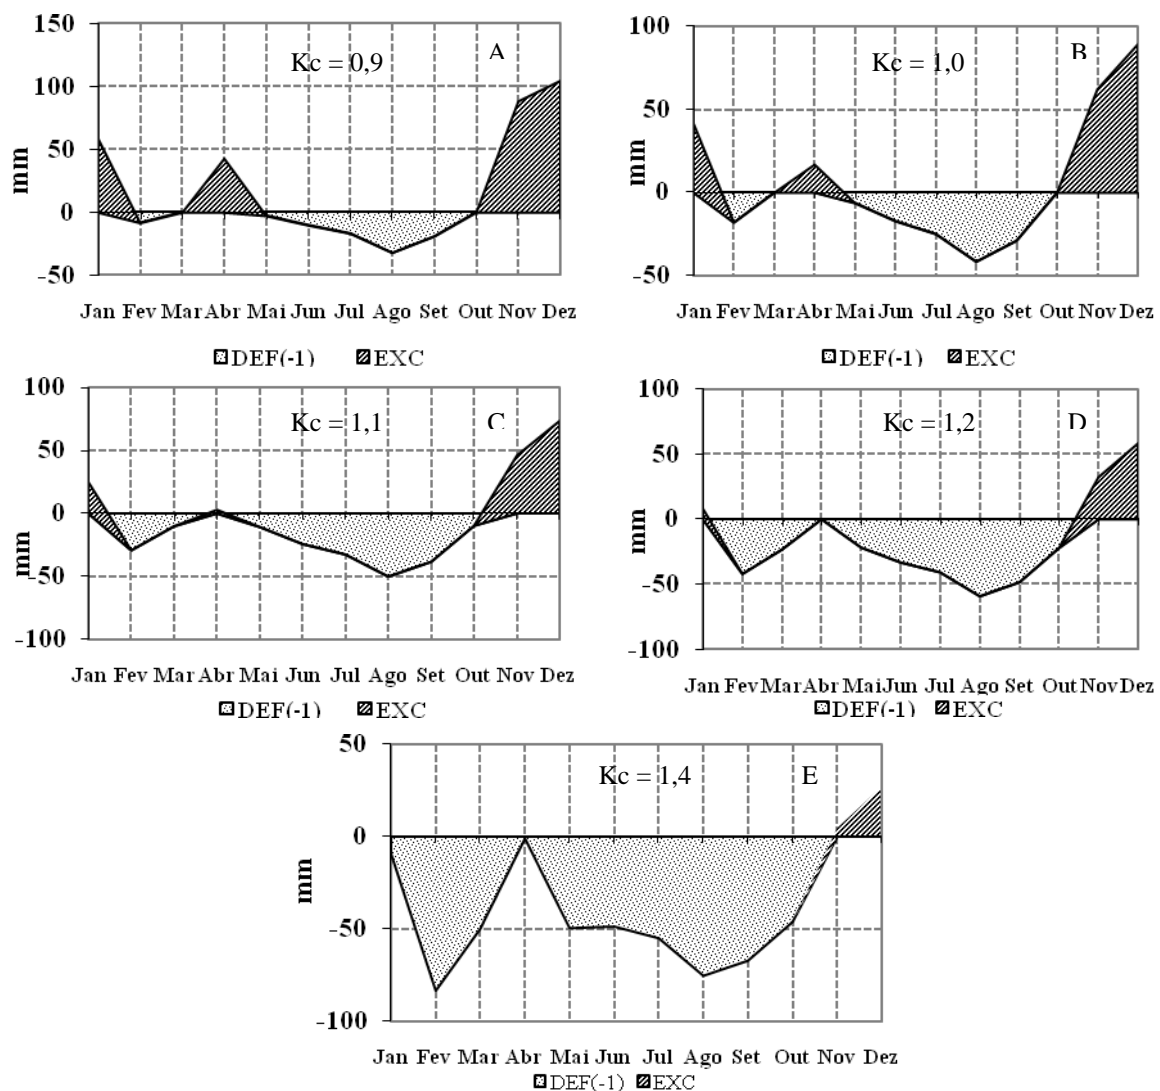 Kc = 0,9 A
mm
150
100
50
0
-50
Jan Fev Mar Abr Mai Jun Jul Ago Set Out Nov Dez
DEF(-1) EXC
Kc = 1,0 B
mm
100
50
0
-50
Jan Fev Mar Abr Mai Jun Jul Ago Set Out Nov Dez
DEF(-1) EXC
Kc = 1,1 C
mm
100
50
0
-50
-100
Jan Fev Mar Abr Mai Jun Jul Ago Set Out Nov Dez
DEF(-1) EXC
Kc = 1,2 D
mm
100
50
0
-50
-100
Jan Fev Mar Abr Mai Jun Jul Ago Set Out Nov Dez
DEF(-1) EXC
Kc = 1,4 E
mm
50
0
-50
-100
Jan Fev Mar Abr Mai Jun Jul Ago Set Out Nov Dez
DEF(-1) EXC